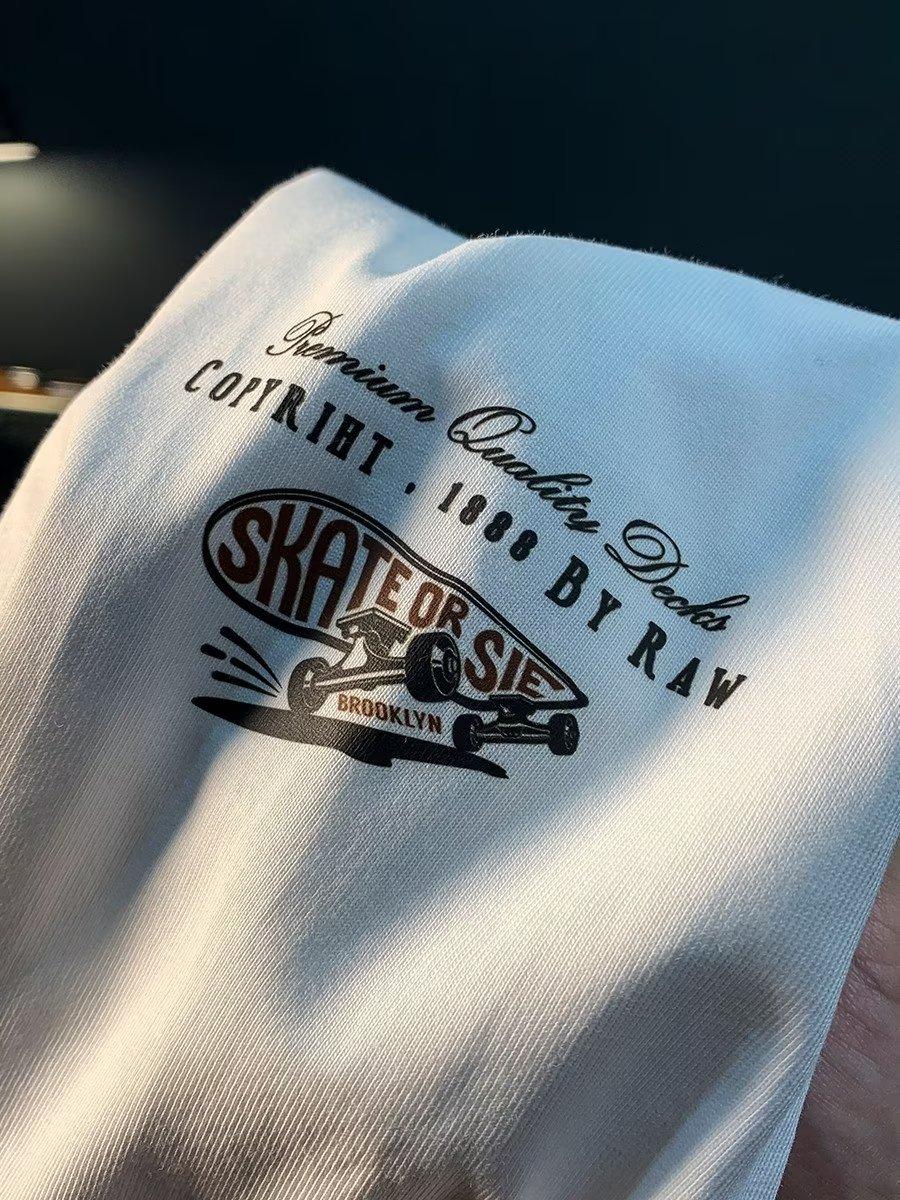 Premium Quality Decks
COPYRIHT . 1988 BY RAW
SKATE OR SIE
BROOKLYN